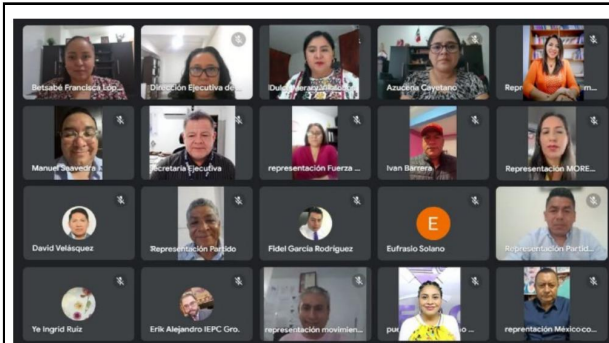 Betsabé Francisca Lóp...
Dirección Ejecutiva de ...
Azucena Cayetano
Manuel Saavedra
Secretaría Ejecutiva
representación Fuerza ...
Ivan Barrera
Representación MORE...
David Velásquez
Representación Partido
Fidel García Rodríguez
E
Eufrasio Solano
Representación Partid...
Ye Ingrid Ruiz
Erik Alejandro IEPC Gro.
representación movimien...
reprentación México co...